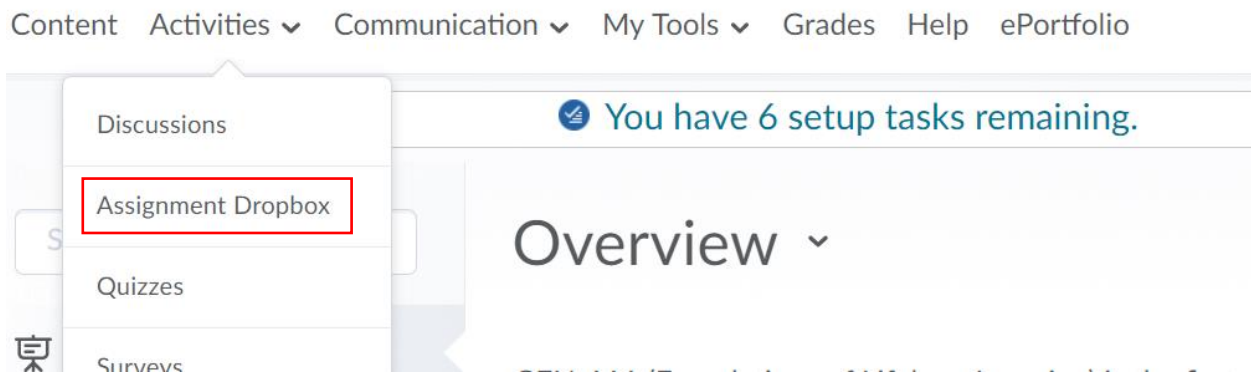 Content Activities Communication My Tools Grades Help ePortfolio
Discussions
You have 6 setup tasks remaining.
Assignment Dropbox
S
Overview
Quizzes
Surveys